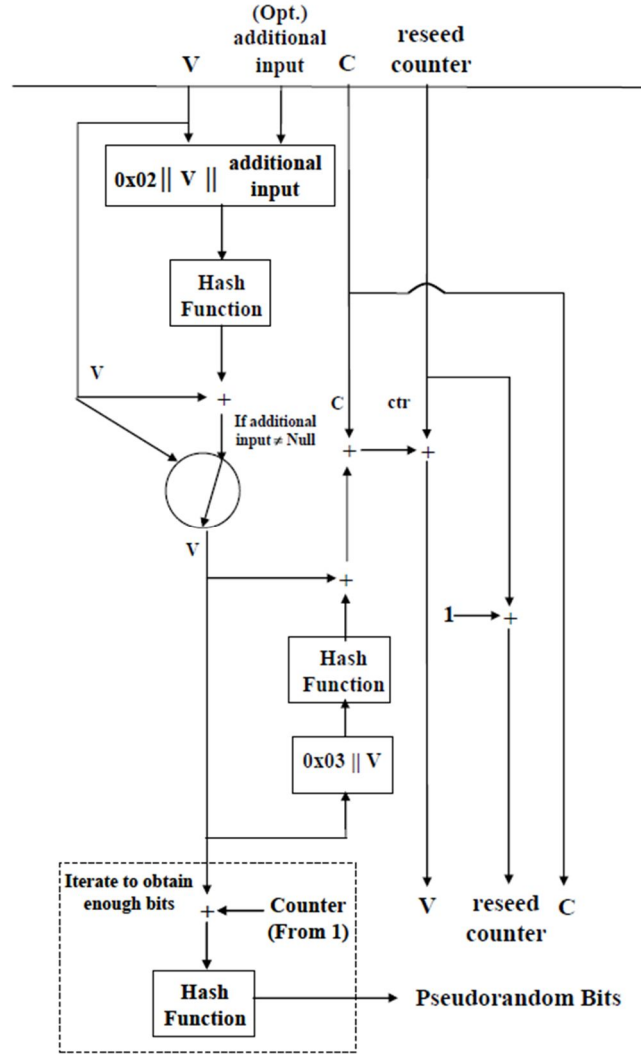 (Opt.)
additional
input
V
C
reseed
counter
0x02 || V ||
additional
input
Hash
Function
V
+
If additional
input ≠ Null
C
ctr
+
+
V
+
1
+
Hash
Function
0x03 || V
Iterate to obtain
enough bits
+
Counter
(From 1)
V
reseed
counter
C
Hash
Function
Pseudorandom Bits